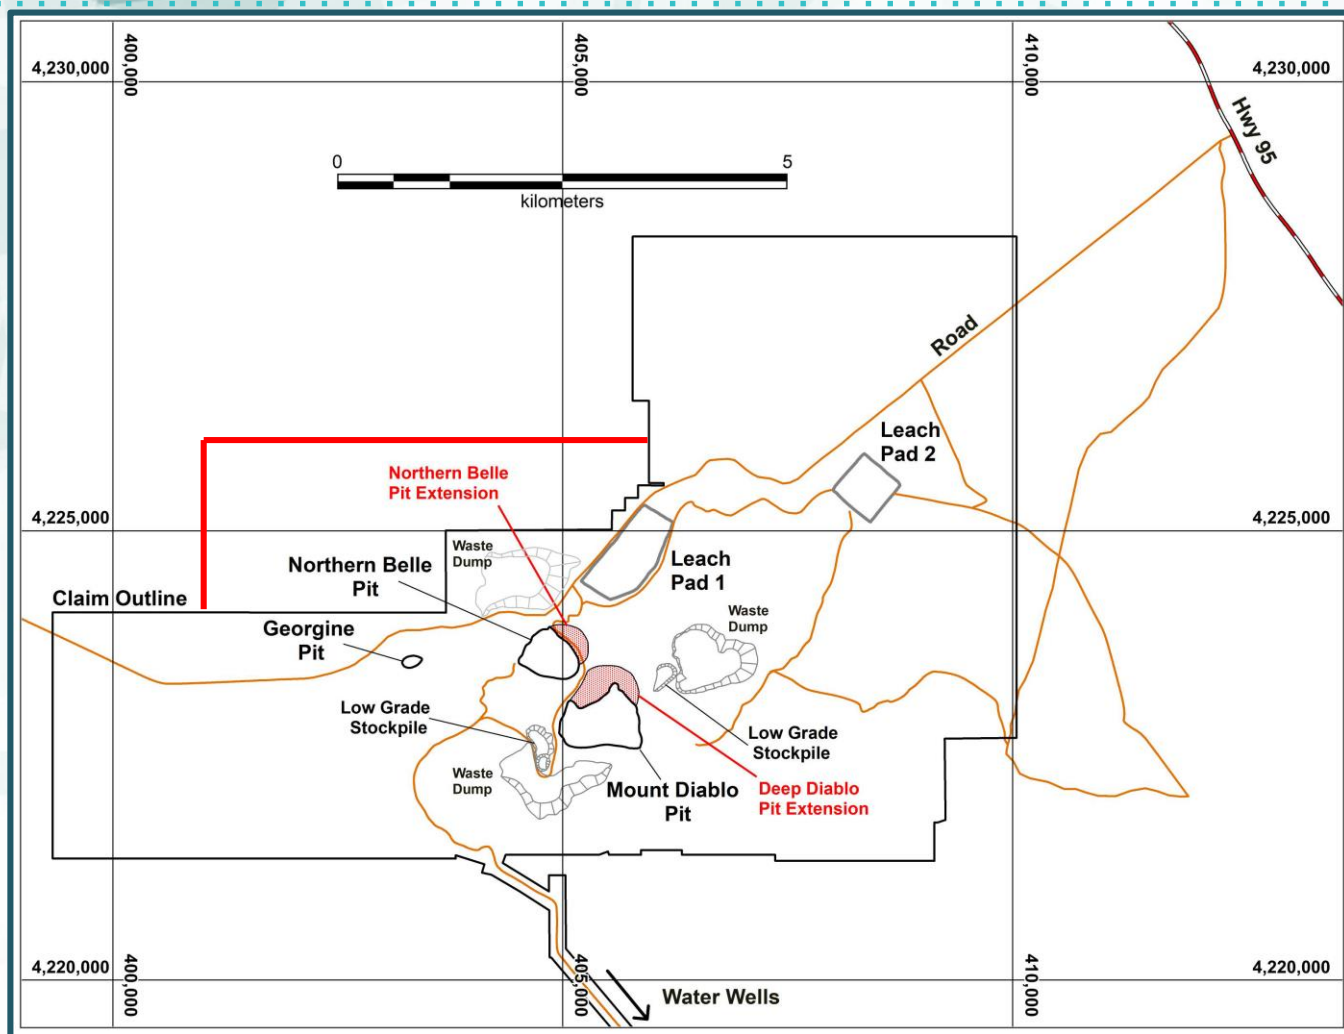 400,000
405,000
410,000
4,230,000
4,230,000
Hwy 95
0
5
kilometers
Road
Leach
Pad 2
Northern Belle
Pit Extension
4,225,000
4,225,000
Waste
Dump
Northern Belle
Pit
Leach
Pad 1
Claim Outline
Waste
Dump
Georgine
Pit
Low Grade
Stockpile
Low Grade
Stockpile
Waste
Dump
Mount Diablo
Pit
Deep Diablo
Pit Extension
4,220,000
4,220,000
400,000
405,000
410,000
Water Wells